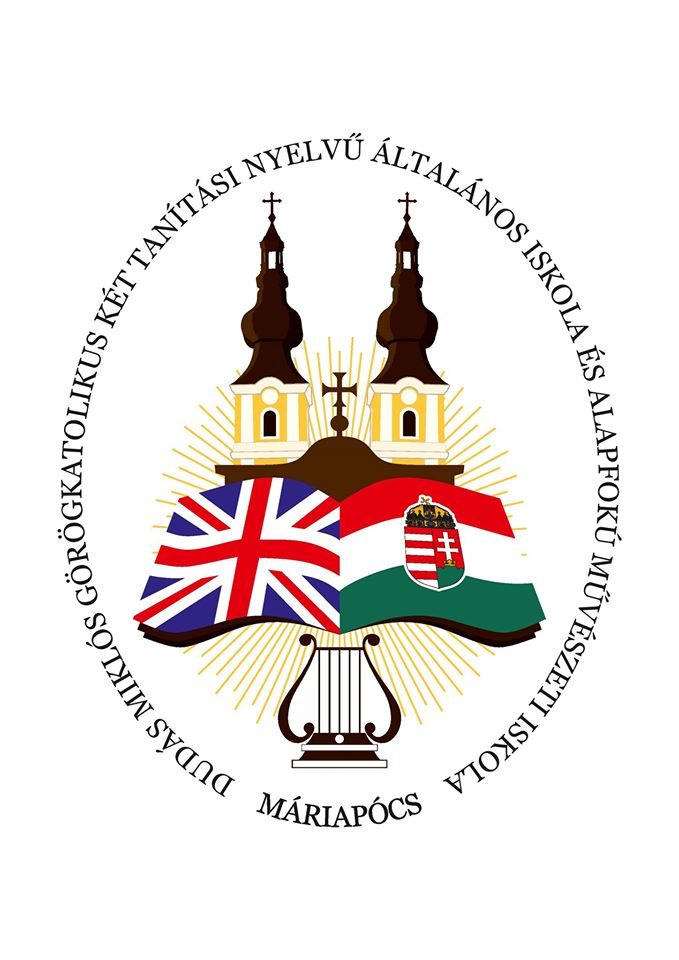 DUDÁS MIKLÓS GÖRÖGKATOLIKUS KÉT TANÍTÁSI NYELVŰ ÁLTALÁNOS ISKOLA ÉS ALAPFOKÚ MŰVÉSZETI ISKOLA
MÁRIAPÓCS